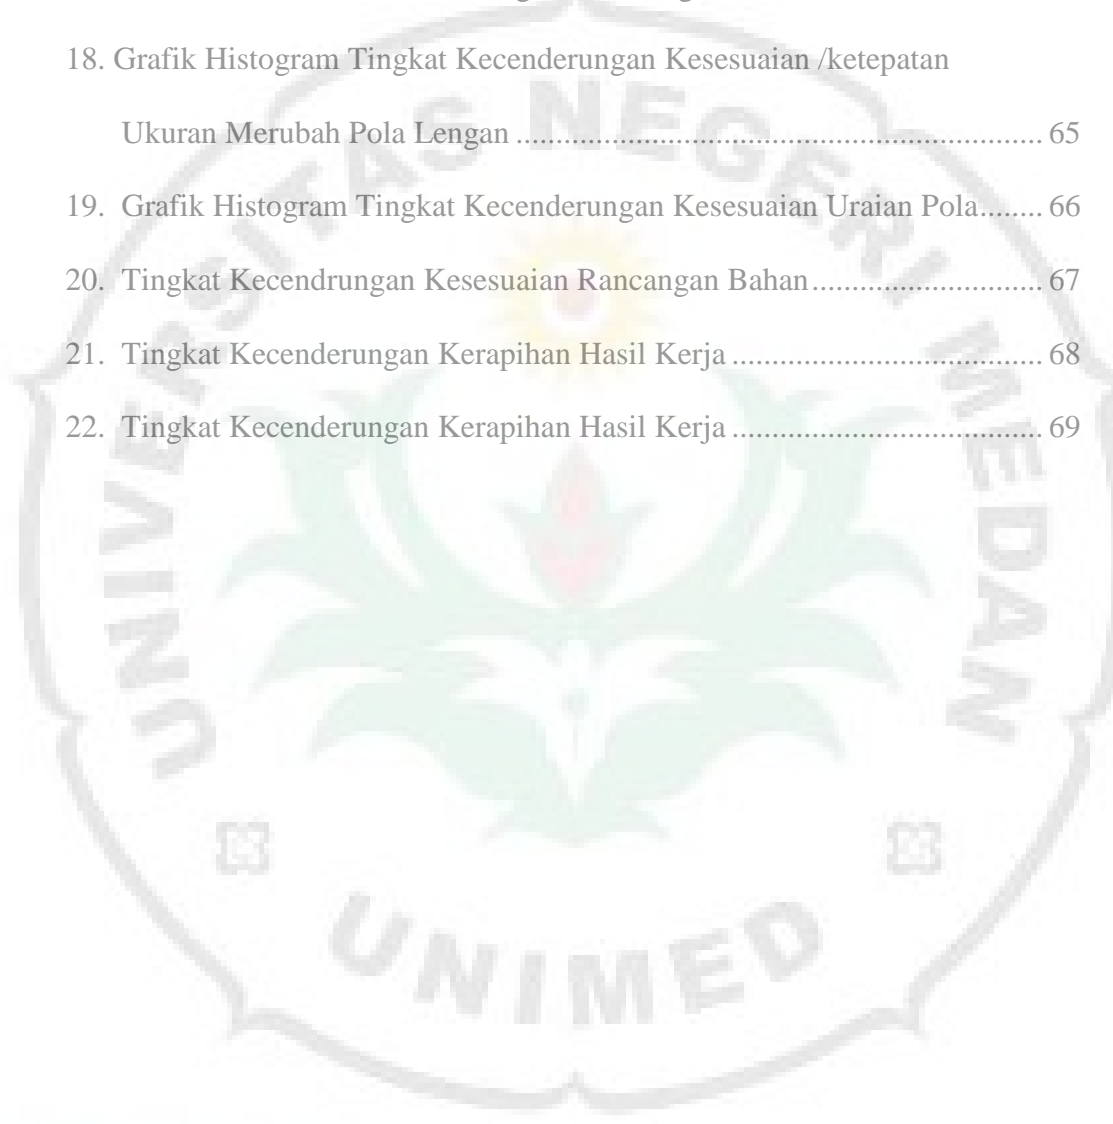 18. Grafik Histogram Tingkat Kecenderungan Kesesuaian /ketepatan
Ukuran Merubah Pola Lengan ........................................................................ 65
19. Grafik Histogram Tingkat Kecenderungan Kesesuaian Uraian Pola........ 66
20. Tingkat Kecendrungan Kesesuaian Rancangan Bahan.............................. 67
21. Tingkat Kecenderungan Kerapihan Hasil Kerja ........................................ 68
22. Tingkat Kecenderungan Kerapihan Hasil Kerja ........................................ 69
UNIVERSITAS NEGERI MEDAN
UNIMED